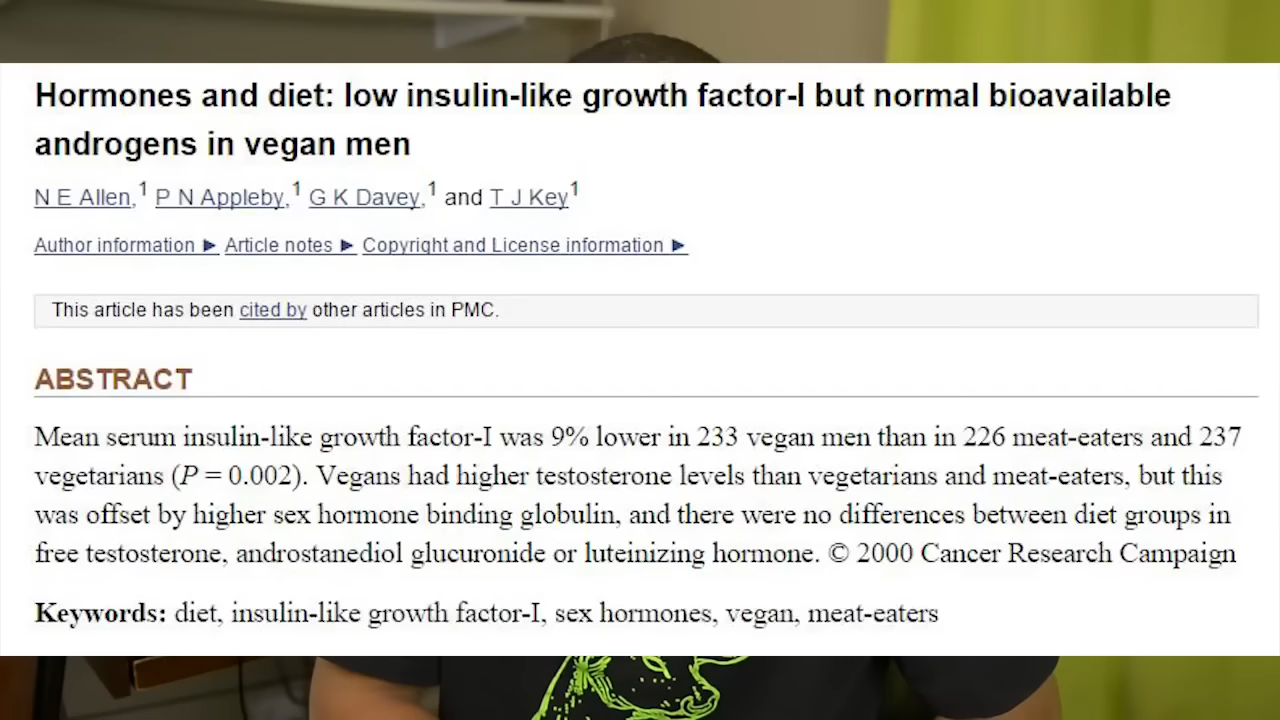 Hormones and diet: low insulin-like growth factor-I but normal bioavailable
androgens in vegan men
N E Allen,1 P N Appleby,1 G K Davey,1 and T J Key1
Author information ► Article notes ► Copyright and License information ►
This article has been cited by other articles in PMC.
ABSTRACT
Mean serum insulin-like growth factor-I was 9% lower in 233 vegan men than in 226 meat-eaters and 237
vegetarians (P = 0.002). Vegans had higher testosterone levels than vegetarians and meat-eaters, but this
was offset by higher sex hormone binding globulin, and there were no differences between diet groups in
free testosterone, androstanediol glucuronide or luteinizing hormone. © 2000 Cancer Research Campaign
Keywords: diet, insulin-like growth factor-I, sex hormones, vegan, meat-eaters